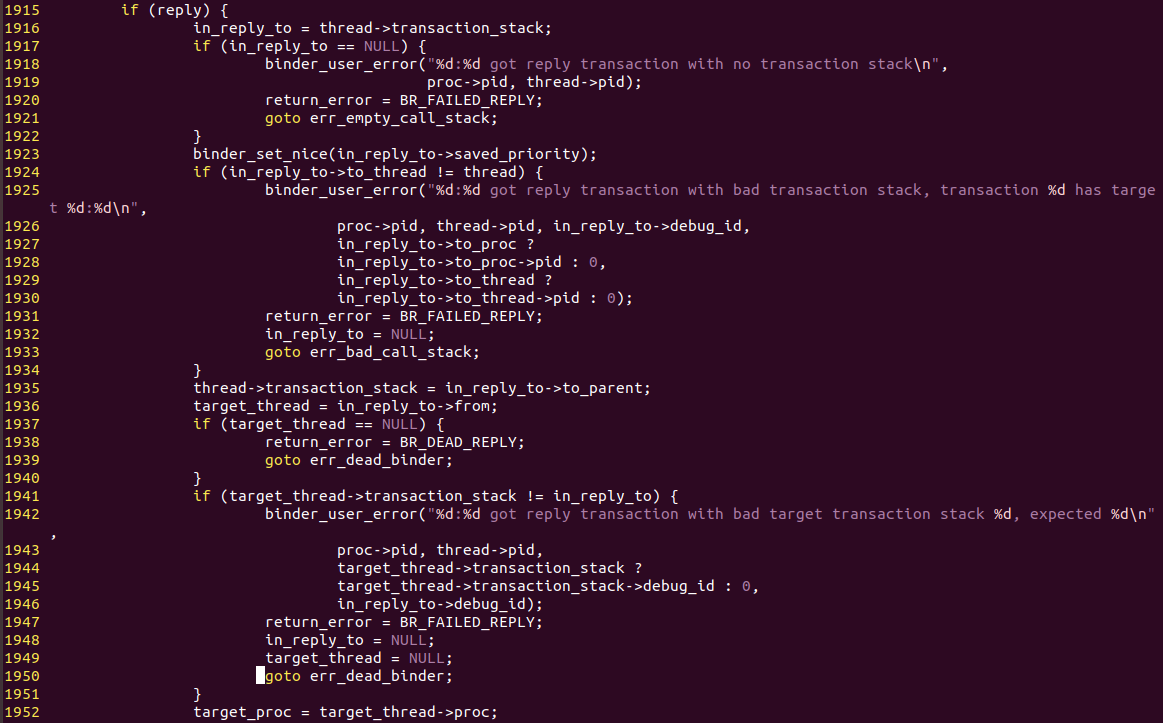 1915         if (reply) {
1916                 in_reply_to = thread->transaction_stack;
1917                 if (in_reply_to == NULL) {
1918                         binder_user_error("%d:%d got reply transaction with no transaction stack\n",
1919                                           proc->pid, thread->pid);
1920                         return_error = BR_FAILED_REPLY;
1921                         goto err_empty_call_stack;
1922                 }
1923                 binder_set_nice(in_reply_to->saved_priority);
1924                 if (in_reply_to->to_thread != thread) {
1925                         binder_user_error("%d:%d got reply transaction with bad transaction stack, transaction %d has targe
t %d:%d\n",
1926                                 proc->pid, thread->pid, in_reply_to->debug_id,
1927                                 in_reply_to->to_proc ?
1928                                 in_reply_to->to_proc->pid : 0,
1929                                 in_reply_to->to_thread ?
1930                                 in_reply_to->to_thread->pid : 0);
1931                         return_error = BR_FAILED_REPLY;
1932                         in_reply_to = NULL;
1933                         goto err_bad_call_stack;
1934                 }
1935                 thread->transaction_stack = in_reply_to->to_parent;
1936                 target_thread = in_reply_to->from;
1937                 if (target_thread == NULL) {
1938                         return_error = BR_DEAD_REPLY;
1939                         goto err_dead_binder;
1940                 }
1941                 if (target_thread->transaction_stack != in_reply_to) {
1942                         binder_user_error("%d:%d got reply transaction with bad target transaction stack %d, expected %d\n"
,
1943                                 proc->pid, thread->pid,
1944                                 target_thread->transaction_stack ?
1945                                 target_thread->transaction_stack->debug_id : 0,
1946                                 in_reply_to->debug_id);
1947                         return_error = BR_FAILED_REPLY;
1948                         in_reply_to = NULL;
1949                         target_thread = NULL;
1950                         goto err_dead_binder;
1951                 }
1952                 target_proc = target_thread->proc;